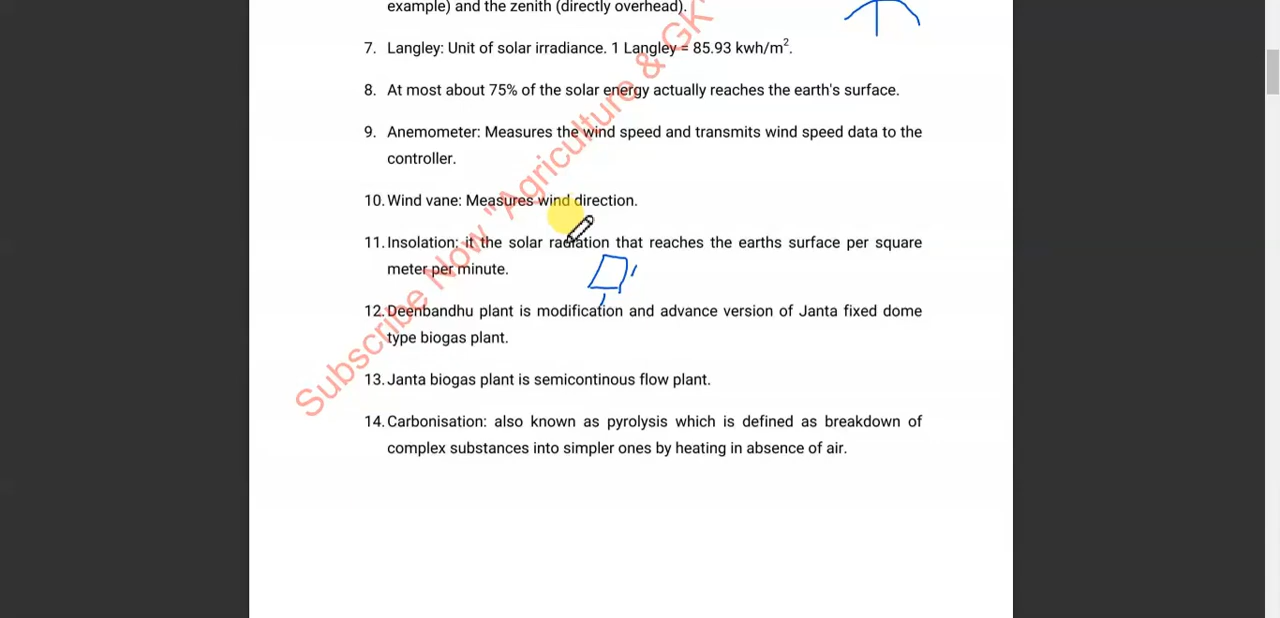 example) and the zenith (directly overhead).
7. Langley: Unit of solar irradiance. 1 Langley = 85.93 kwh/m².
8. At most about 75% of the solar energy actually reaches the earth's surface.
9. Anemometer: Measures the wind speed and transmits wind speed data to the
controller.
10. Wind vane: Measures wind direction.
11. Insolation: it the solar radiation that reaches the earths surface per square
meter per minute.
12. Deenbandhu plant is modification and advance version of Janta fixed dome
type biogas plant.
13. Janta biogas plant is semicontinous flow plant.
14. Carbonisation: also known as pyrolysis which is defined as breakdown of
complex substances into simpler ones by heating in absence of air.
Subscribe Now "Agriculture & GK"